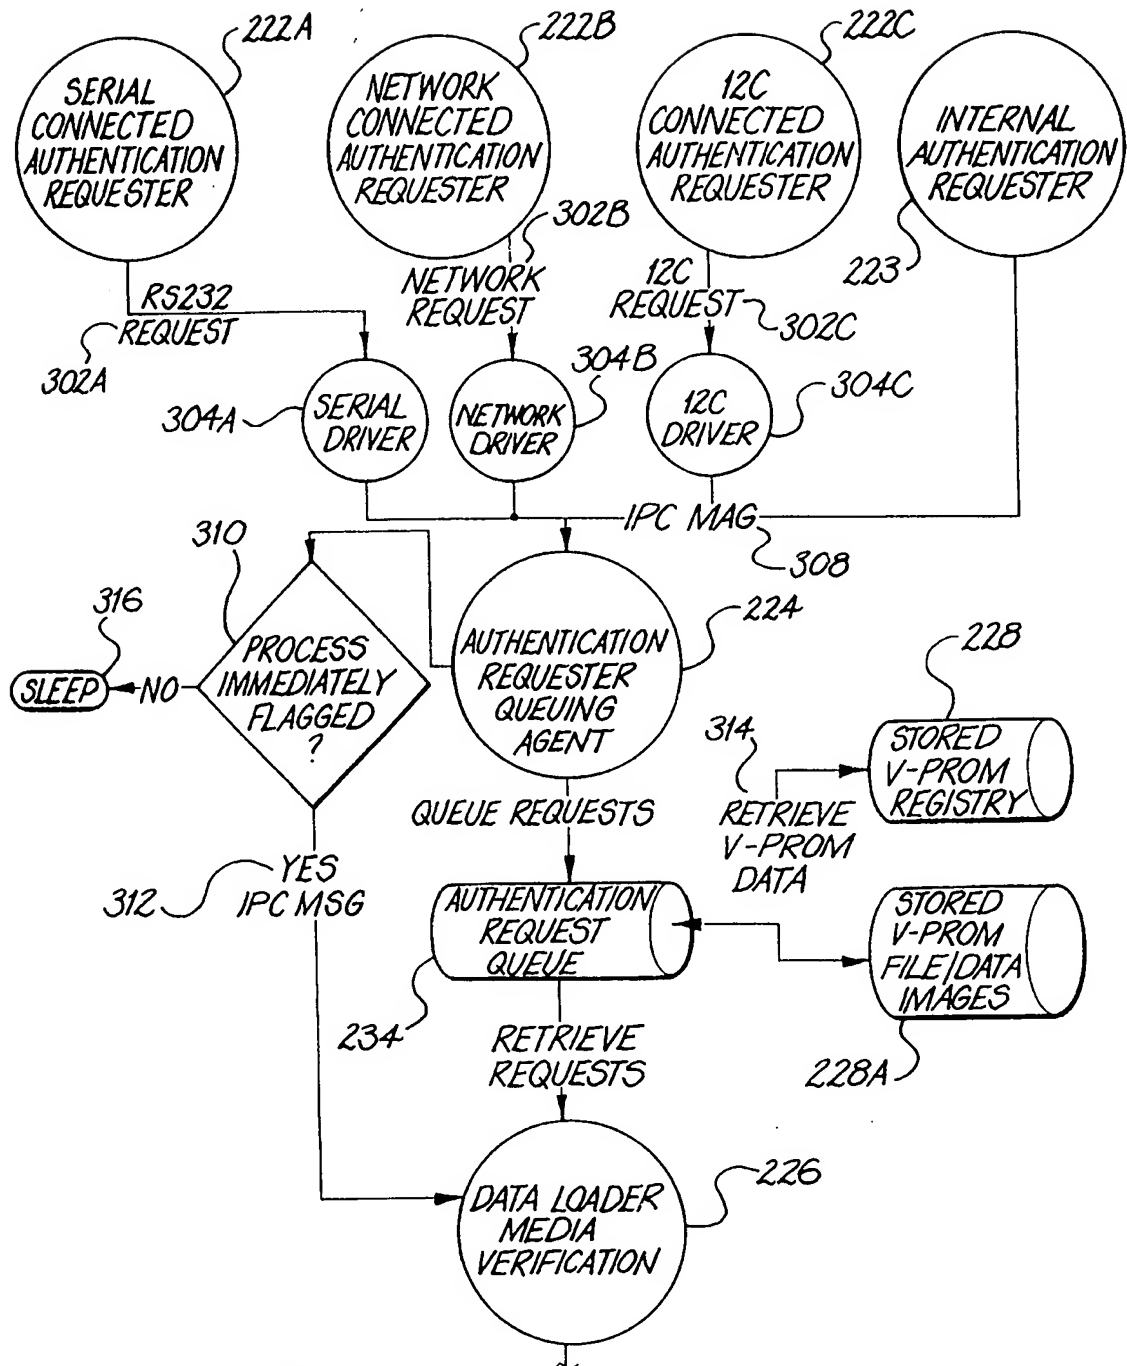 222A
222B
222C
SERIAL
CONNECTED
AUTHENTICATION
REQUESTER
NETWORK
CONNECTED
AUTHENTICATION
REQUESTER
12C
CONNECTED
AUTHENTICATION
REQUESTER
INTERNAL
AUTHENTICATION
REQUESTER
223
302B
RS232
REQUEST
302A
NETWORK
REQUEST
12C
REQUEST
302C
304A
SERIAL
DRIVER
NETWORK
DRIVER
304B
12C
DRIVER
304C
IPC MAG
308
310
316
SLEEP
NO
PROCESS
IMMEDIATELY
FLAGGED
?
AUTHENTICATION
REQUESTER
QUEUING
AGENT
224
228
STORED
V-PROM
REGISTRY
314
RETRIEVE
V-PROM
DATA
QUEUE REQUESTS
YES
IPC MSG
312
AUTHENTICATION
REQUEST
QUEUE
234
STORED
V-PROM
FILE/DATA
IMAGES
228A
RETRIEVE
REQUESTS
DATA LOADER
MEDIA
VERIFICATION
226